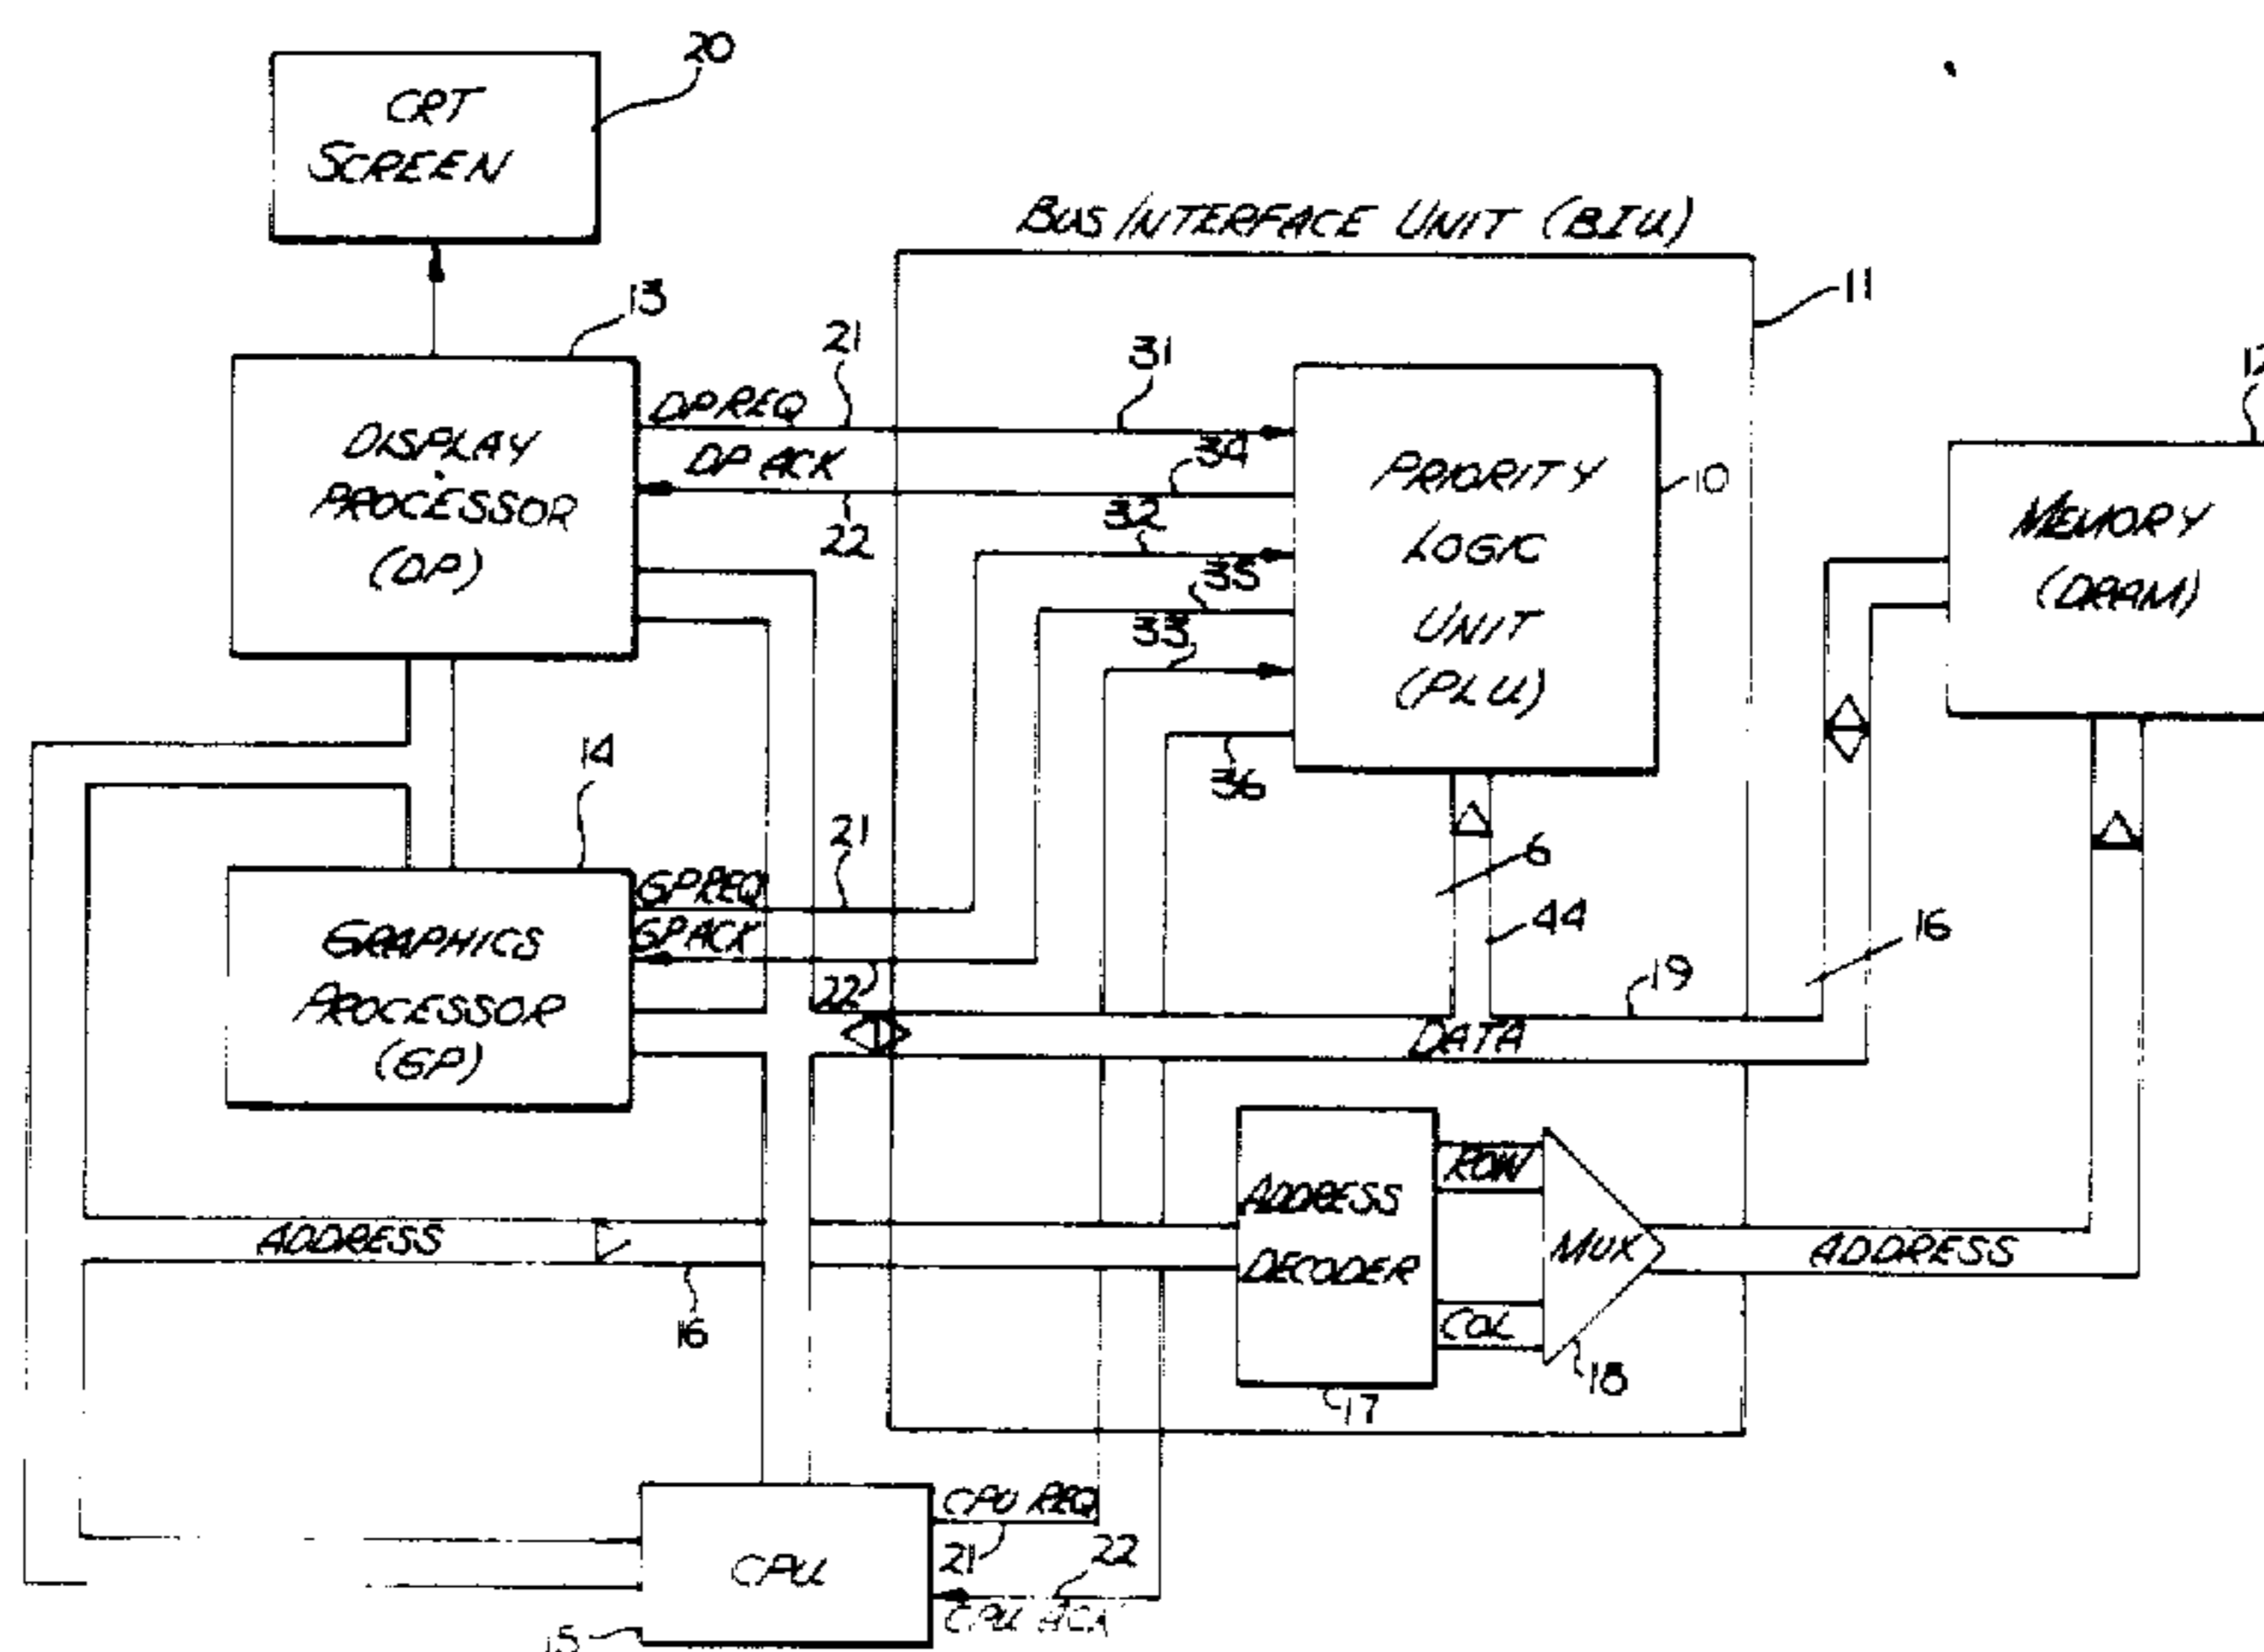 20
CRT
SCREEN
BUS INTERFACE UNIT (BIU)
11
13
21
31
12
DP REQ
DP ACK
34
22
32
35
33
36
DISPLAY
PROCESSOR
(DP)
PRIORITY
LOGIC
UNIT
(PLU)
10
MEMORY
(DRAM)
14
21
6
GP REQ
GP ACK
44
16
22
19
GRAPHICS
PROCESSOR
(GP)
DATA
ROW
ADDRESS
DECODER
MUX
COL
18
17
ADDRESS
16
ADDRESS
CPU REQ
21
22
CPU ACK
CPU
15